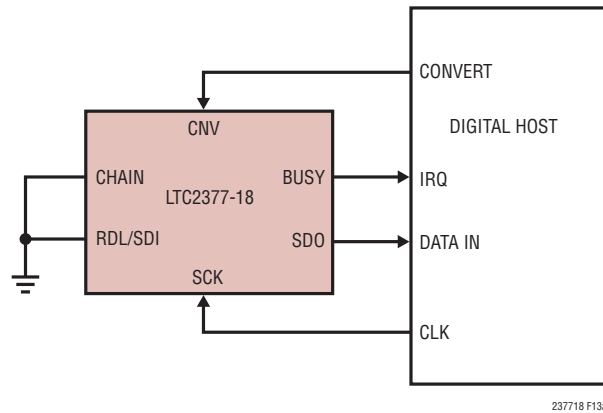 CONVERT
CNV
DIGITAL HOST
CHAIN
BUSY
IRQ
LTC2377-18
RDL/SDI
SDO
DATA IN
SCK
CLK